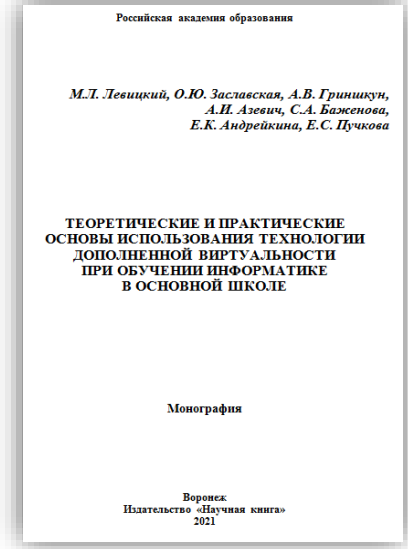 Российская академия образования
М.Л. Левицкий, О.Ю. Заславская, А.В. Гриншкун,
А.И. Азевич, С.А. Баженова,
Е.К. Андрейкина, Е.С. Пучкова
ТЕОРЕТИЧЕСКИЕ И ПРАКТИЧЕСКИЕ
ОСНОВЫ ИСПОЛЬЗОВАНИЯ ТЕХНОЛОГИИ
ДОПОЛНЕННОЙ ВИРТУАЛЬНОСТИ
ПРИ ОБУЧЕНИИ ИНФОРМАТИКЕ
В ОСНОВНОЙ ШКОЛЕ
Монография
Воронеж
Издательство «Научная книга»
2021